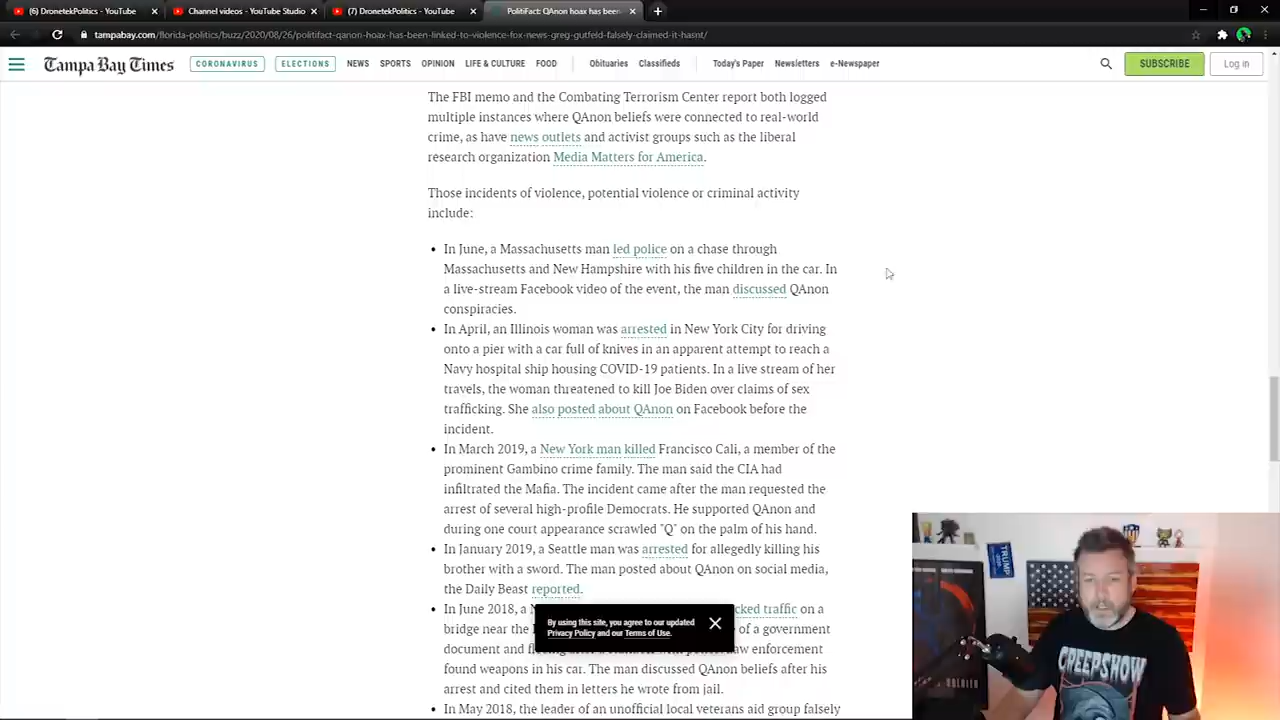 (6) DronetekPolitics - YouTube
Channel videos - YouTube Studio
(7) DronetekPolitics - YouTube
PolitiFact: QAnon hoax has been
tampabay.com/florida-politics/buzz/2020/08/26/politifact-qanon-hoax-has-been-linked-to-violence-fox-news-greg-gutfeld-falsely-claimed-it-hasnt/
Tampa Bay Times
CORONAVIRUS
ELECTIONS
NEWS SPORTS OPINION LIFE & CULTURE FOOD
Obituaries Classifieds
Today's Paper Newsletters e-Newspaper
SUBSCRIBE
Log in
The FBI memo and the Combating Terrorism Center report both logged
multiple instances where QAnon beliefs were connected to real-world
crime, as have news outlets and activist groups such as the liberal
research organization Media Matters for America.
Those incidents of violence, potential violence or criminal activity
include:
• In June, a Massachusetts man led police on a chase through
Massachusetts and New Hampshire with his five children in the car. In
a live-stream Facebook video of the event, the man discussed QAnon
conspiracies.
• In April, an Illinois woman was arrested in New York City for driving
onto a pier with a car full of knives in an apparent attempt to reach a
Navy hospital ship housing COVID-19 patients. In a live stream of her
travels, the woman threatened to kill Joe Biden over claims of sex
trafficking. She also posted about QAnon on Facebook before the
incident.
• In March 2019, a New York man killed Francisco Cali, a member of the
prominent Gambino crime family. The man said the CIA had
infiltrated the Mafia. The incident came after the man requested the
arrest of several high-profile Democrats. He supported QAnon and
during one court appearance scrawled "Q" on the palm of his hand.
• In January 2019, a Seattle man was arrested for allegedly killing his
brother with a sword. The man posted about QAnon on social media,
the Daily Beast reported.
• In June 2018, a cked traffic on a
bridge near the of a government
document and
found weapons in his car. The man discussed QAnon beliefs after his
arrest and cited them in letters he wrote from jail.
• In May 2018, the leader of an unofficial local veterans aid group falsely
By using this site, you agree to our updated
Privacy Policy and our Terms of Use.
TRUMP
CREEPSHOW